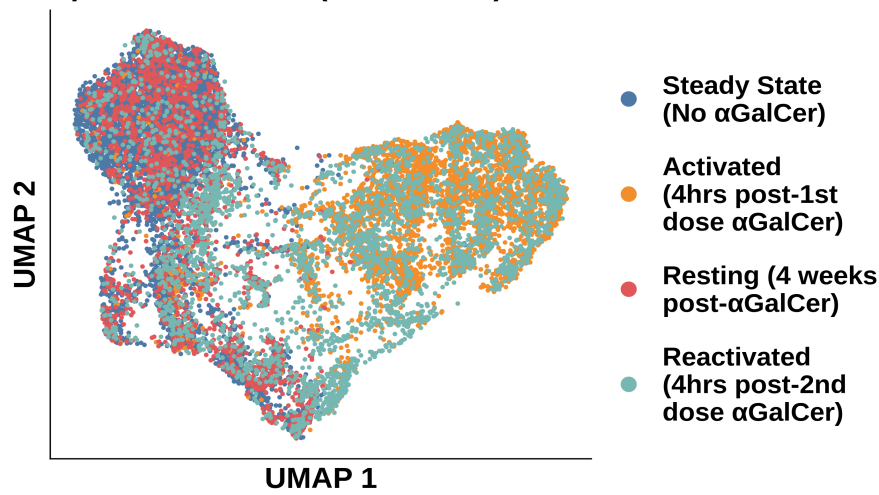 UMAP 2
UMAP 1
Steady State
(No αGalCer)
Activated
(4hrs post-1st
dose αGalCer)
Resting (4 weeks
post-αGalCer)
Reactivated
(4hrs post-2nd
dose αGalCer)